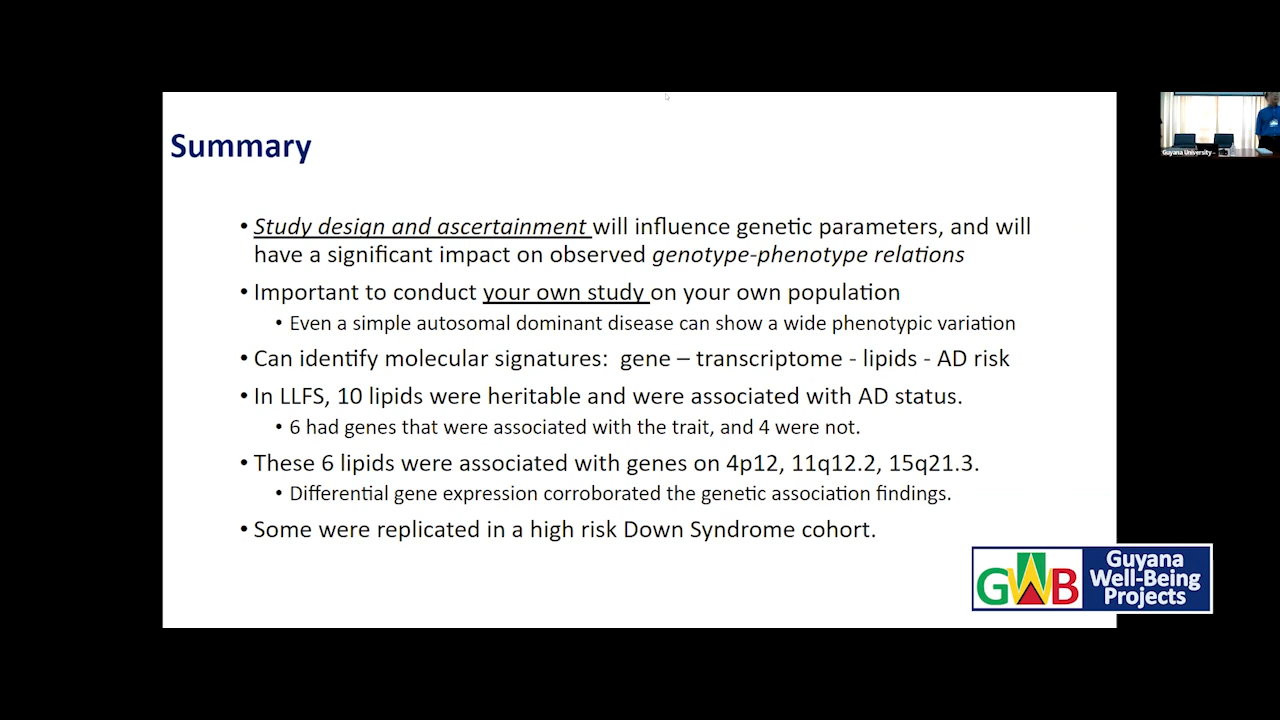 Summary
• Study design and ascertainment will influence genetic parameters, and will
have a significant impact on observed genotype-phenotype relations
• Important to conduct your own study on your own population
• Even a simple autosomal dominant disease can show a wide phenotypic variation
• Can identify molecular signatures:  gene – transcriptome - lipids - AD risk
• In LLFS, 10 lipids were heritable and were associated with AD status.
• 6 had genes that were associated with the trait, and 4 were not.
• These 6 lipids were associated with genes on 4p12, 11q12.2, 15q21.3.
• Differential gene expression corroborated the genetic association findings.
• Some were replicated in a high risk Down Syndrome cohort.
GWB
Guyana
Well-Being
Projects
Guyana University -